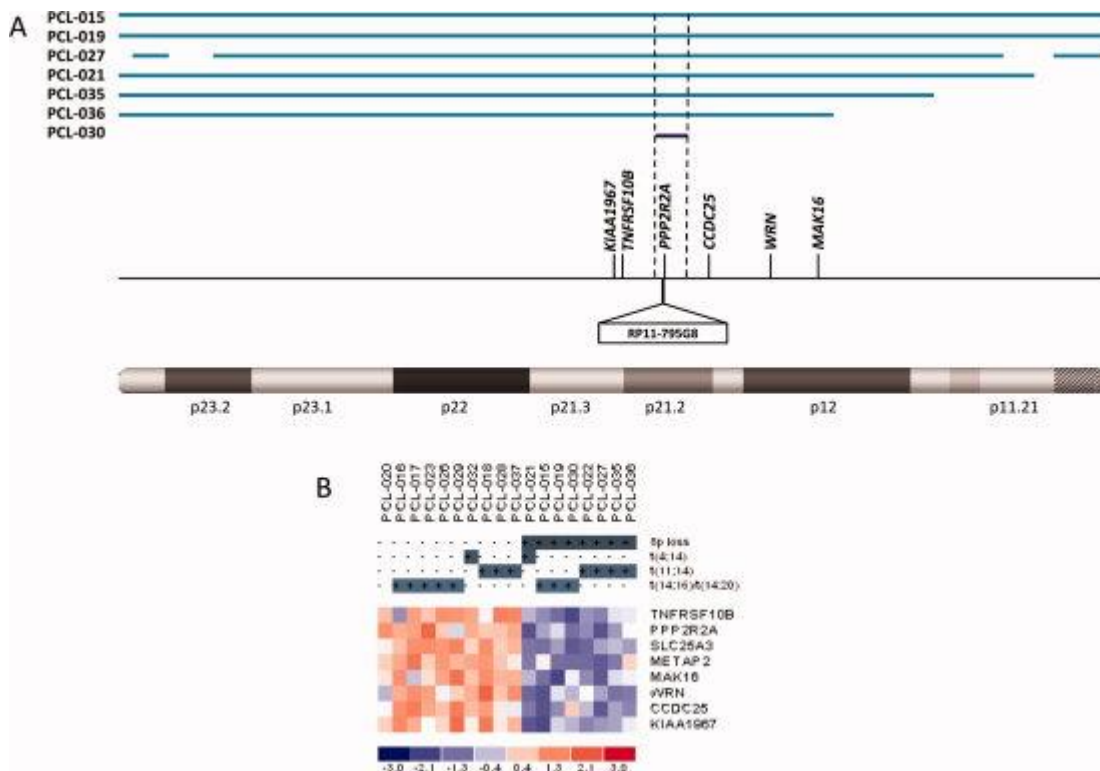 A
PCL-015
PCL-019
PCL-027
PCL-021
PCL-035
PCL-036
PCL-030
KIAA1967
TNFRSF10B
PPP2R2A
CCDC25
WRN
MAK16
RP11-795G8
p23.2 p23.1 p22 p21.3 p21.2 p12 p11.21
B
PCL-020
PCL-016
PCL-017
PCL-023
PCL-026
PCL-029
PCL-032
PCL-018
PCL-028
PCL-037
PCL-021
PCL-015
PCL-019
PCL-030
PCL-022
PCL-027
PCL-035
PCL-036
8p loss
t(4;14)
t(11;14)
t(14;16)/t(14;20)
TNFRSF10B
PPP2R2A
SLC25A3
METAP2
MAK16
WRN
CCDC25
KIAA1967
-3.0 -2.1 -1.3 -0.4 0.4 1.3 2.1 3.0